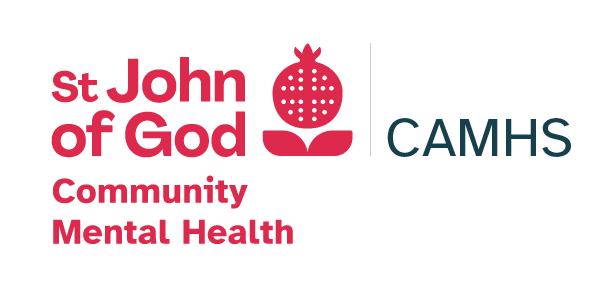 St John
of God
Community
Mental Health
CAMHS